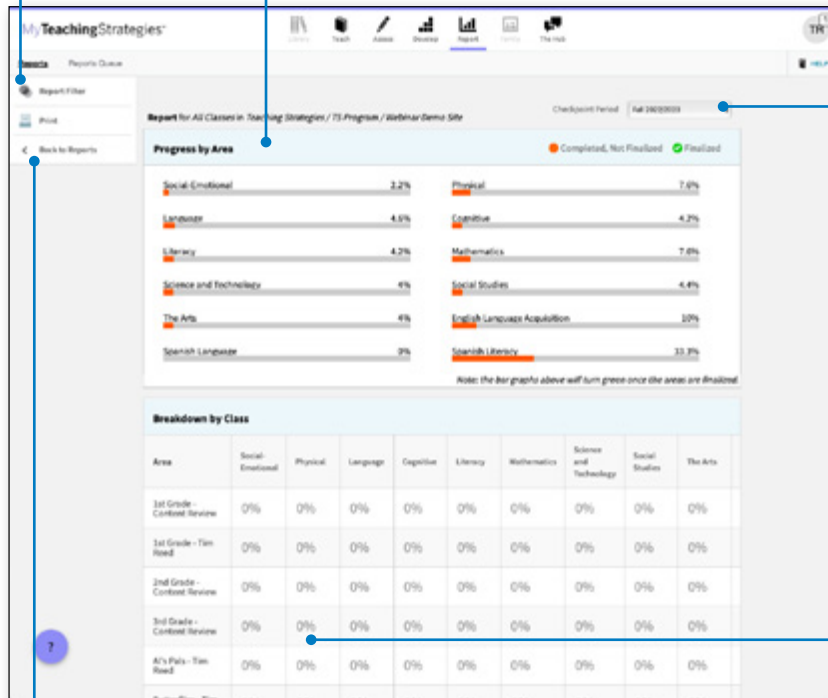 MyTeachingStrategies
Library Teach Assess Develop Report Family The Hub
TR
Reports Reports Queue
HELP
Report Filter
Print
Back to Reports
Report for All Classes in Teaching Strategies / TS Program / Webinar Demo Site
Checkpoint Period Fall 2022/2023
Progress by Area
Completed, Not Finalized Finalized
Social-Emotional 2.2% Physical 7.6%
Language 4.6% Cognitive 4.2%
Literacy 4.2% Mathematics 7.6%
Science and Technology 4% Social Studies 4.4%
The Arts 4% English Language Acquisition 10%
Spanish Language 0% Spanish Literacy 33.3%
Note: the bar graphs above will turn green once the areas are finalized.
Breakdown by Class
Area Social-Emotional Physical Language Cognitive Literacy Mathematics Science and Technology Social Studies The Arts
1st Grade - Content Review 0% 0% 0% 0% 0% 0% 0% 0% 0%
1st Grade - Tim Reed 0% 0% 0% 0% 0% 0% 0% 0% 0%
2nd Grade - Content Review 0% 0% 0% 0% 0% 0% 0% 0% 0%
3rd Grade - Content Review 0% 0% 0% 0% 0% 0% 0% 0% 0%
Al's Pals - Tim Reed 0% 0% 0% 0% 0% 0% 0% 0% 0%
?